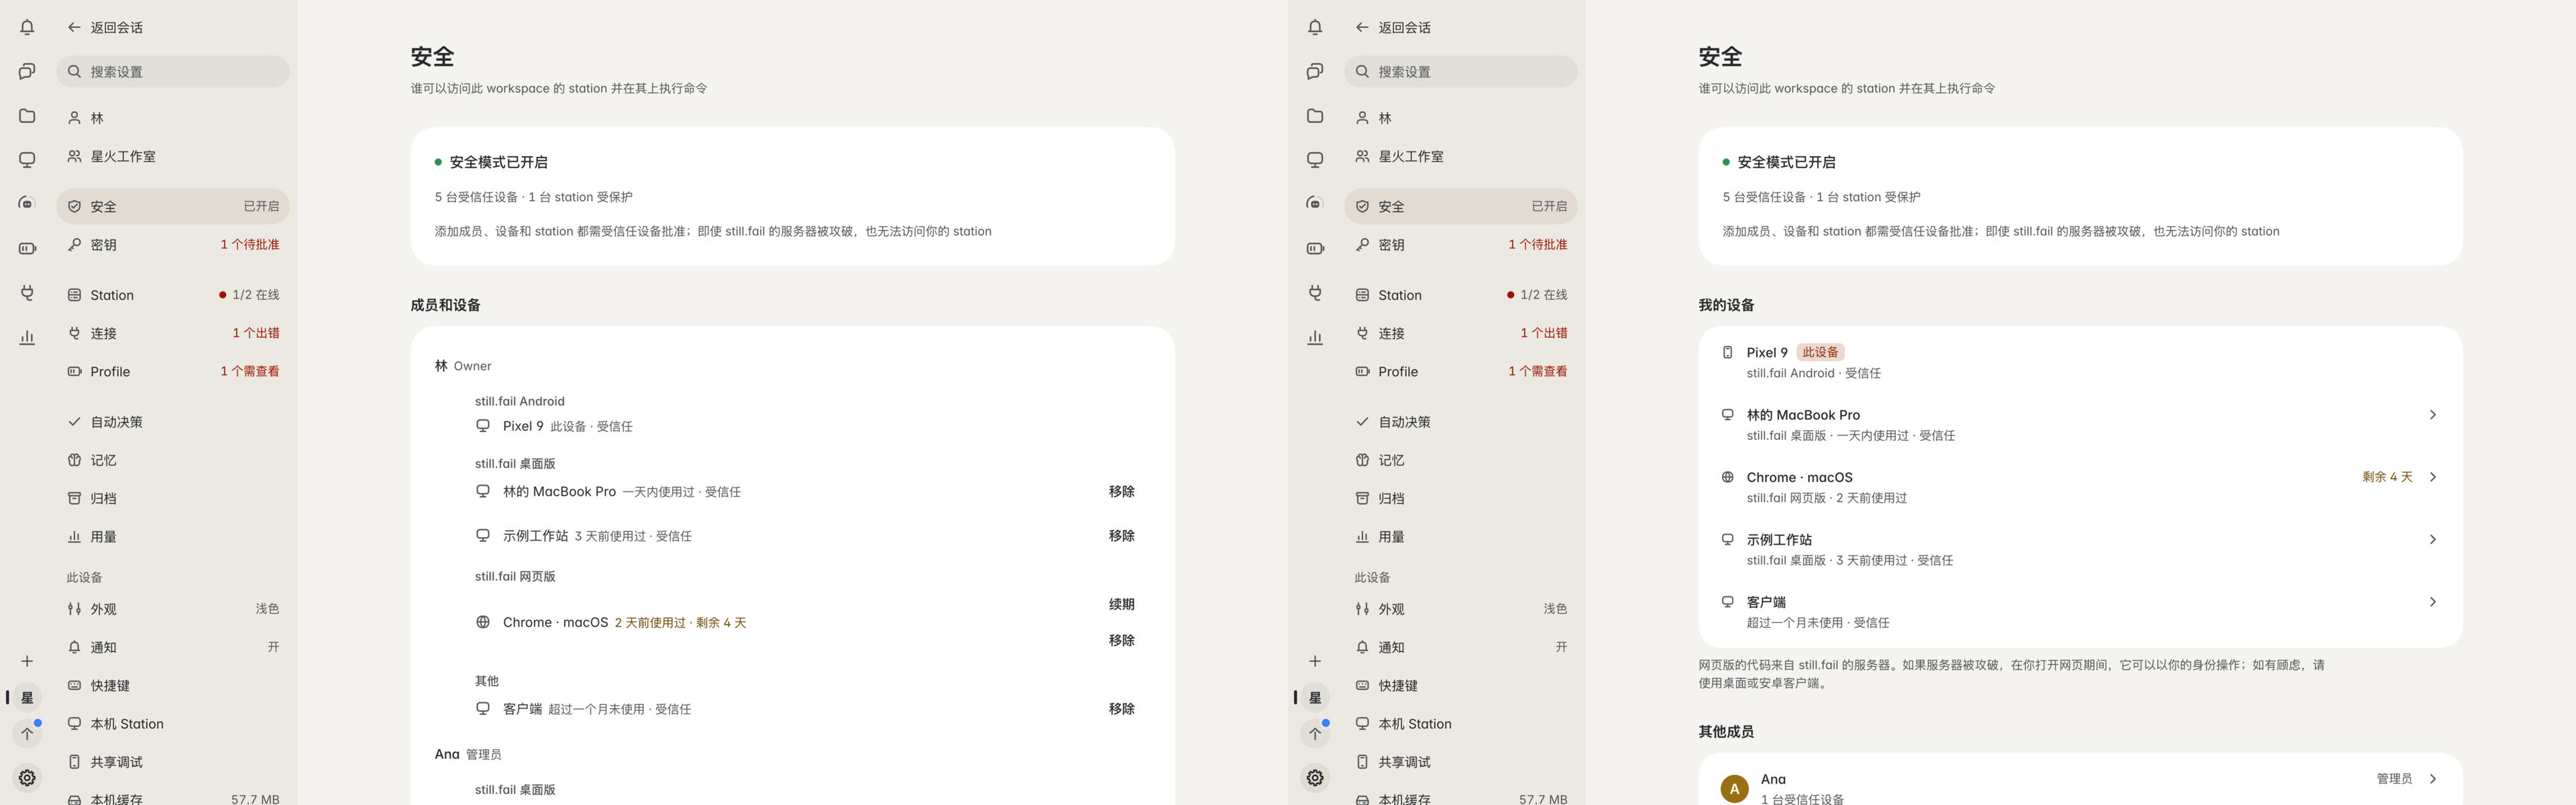 返回会话
搜索设置
林
星火工作室
安全 已开启
密钥 1 个待批准
Station 1/2 在线
连接 1 个出错
Profile 1 个需查看
自动决策
记忆
归档
用量
此设备
外观 浅色
通知 开
快捷键
本机 Station
共享调试
本机缓存 57.7 MB
星
个
安全
谁可以访问此 workspace 的 station 并在其上执行命令
安全模式已开启
5 台受信任设备 · 1 台 station 受保护
添加成员、设备和 station 都需受信任设备批准；即使 still.fail 的服务器被攻破，也无法访问你的 station
成员和设备
林 Owner
still.fail Android
Pixel 9 此设备 · 受信任
still.fail 桌面版
林的 MacBook Pro 一天内使用过 · 受信任 移除
示例工作站 3 天前使用过 · 受信任 移除
still.fail 网页版
续期
Chrome · macOS 2 天前使用过 · 剩余 4 天
移除
其他
客户端 超过一个月未使用 · 受信任 移除
Ana 管理员
still.fail 桌面版
返回会话
搜索设置
林
星火工作室
安全 已开启
密钥 1 个待批准
Station 1/2 在线
连接 1 个出错
Profile 1 个需查看
自动决策
记忆
归档
用量
此设备
外观 浅色
通知 开
快捷键
本机 Station
共享调试
本机缓存 57.7 MB
星
个
安全
谁可以访问此 workspace 的 station 并在其上执行命令
安全模式已开启
5 台受信任设备 · 1 台 station 受保护
添加成员、设备和 station 都需受信任设备批准；即使 still.fail 的服务器被攻破，也无法访问你的 station
我的设备
Pixel 9 此设备
still.fail Android · 受信任
林的 MacBook Pro
still.fail 桌面版 · 一天内使用过 · 受信任
Chrome · macOS 剩余 4 天
still.fail 网页版 · 2 天前使用过
示例工作站
still.fail 桌面版 · 3 天前使用过 · 受信任
客户端
超过一个月未使用 · 受信任
网页版的代码来自 still.fail 的服务器。如果服务器被攻破，在你打开网页期间，它可以以你的身份操作；如有顾虑，请
使用桌面或安卓客户端。
其他成员
A
Ana 管理员
1 台受信任设备